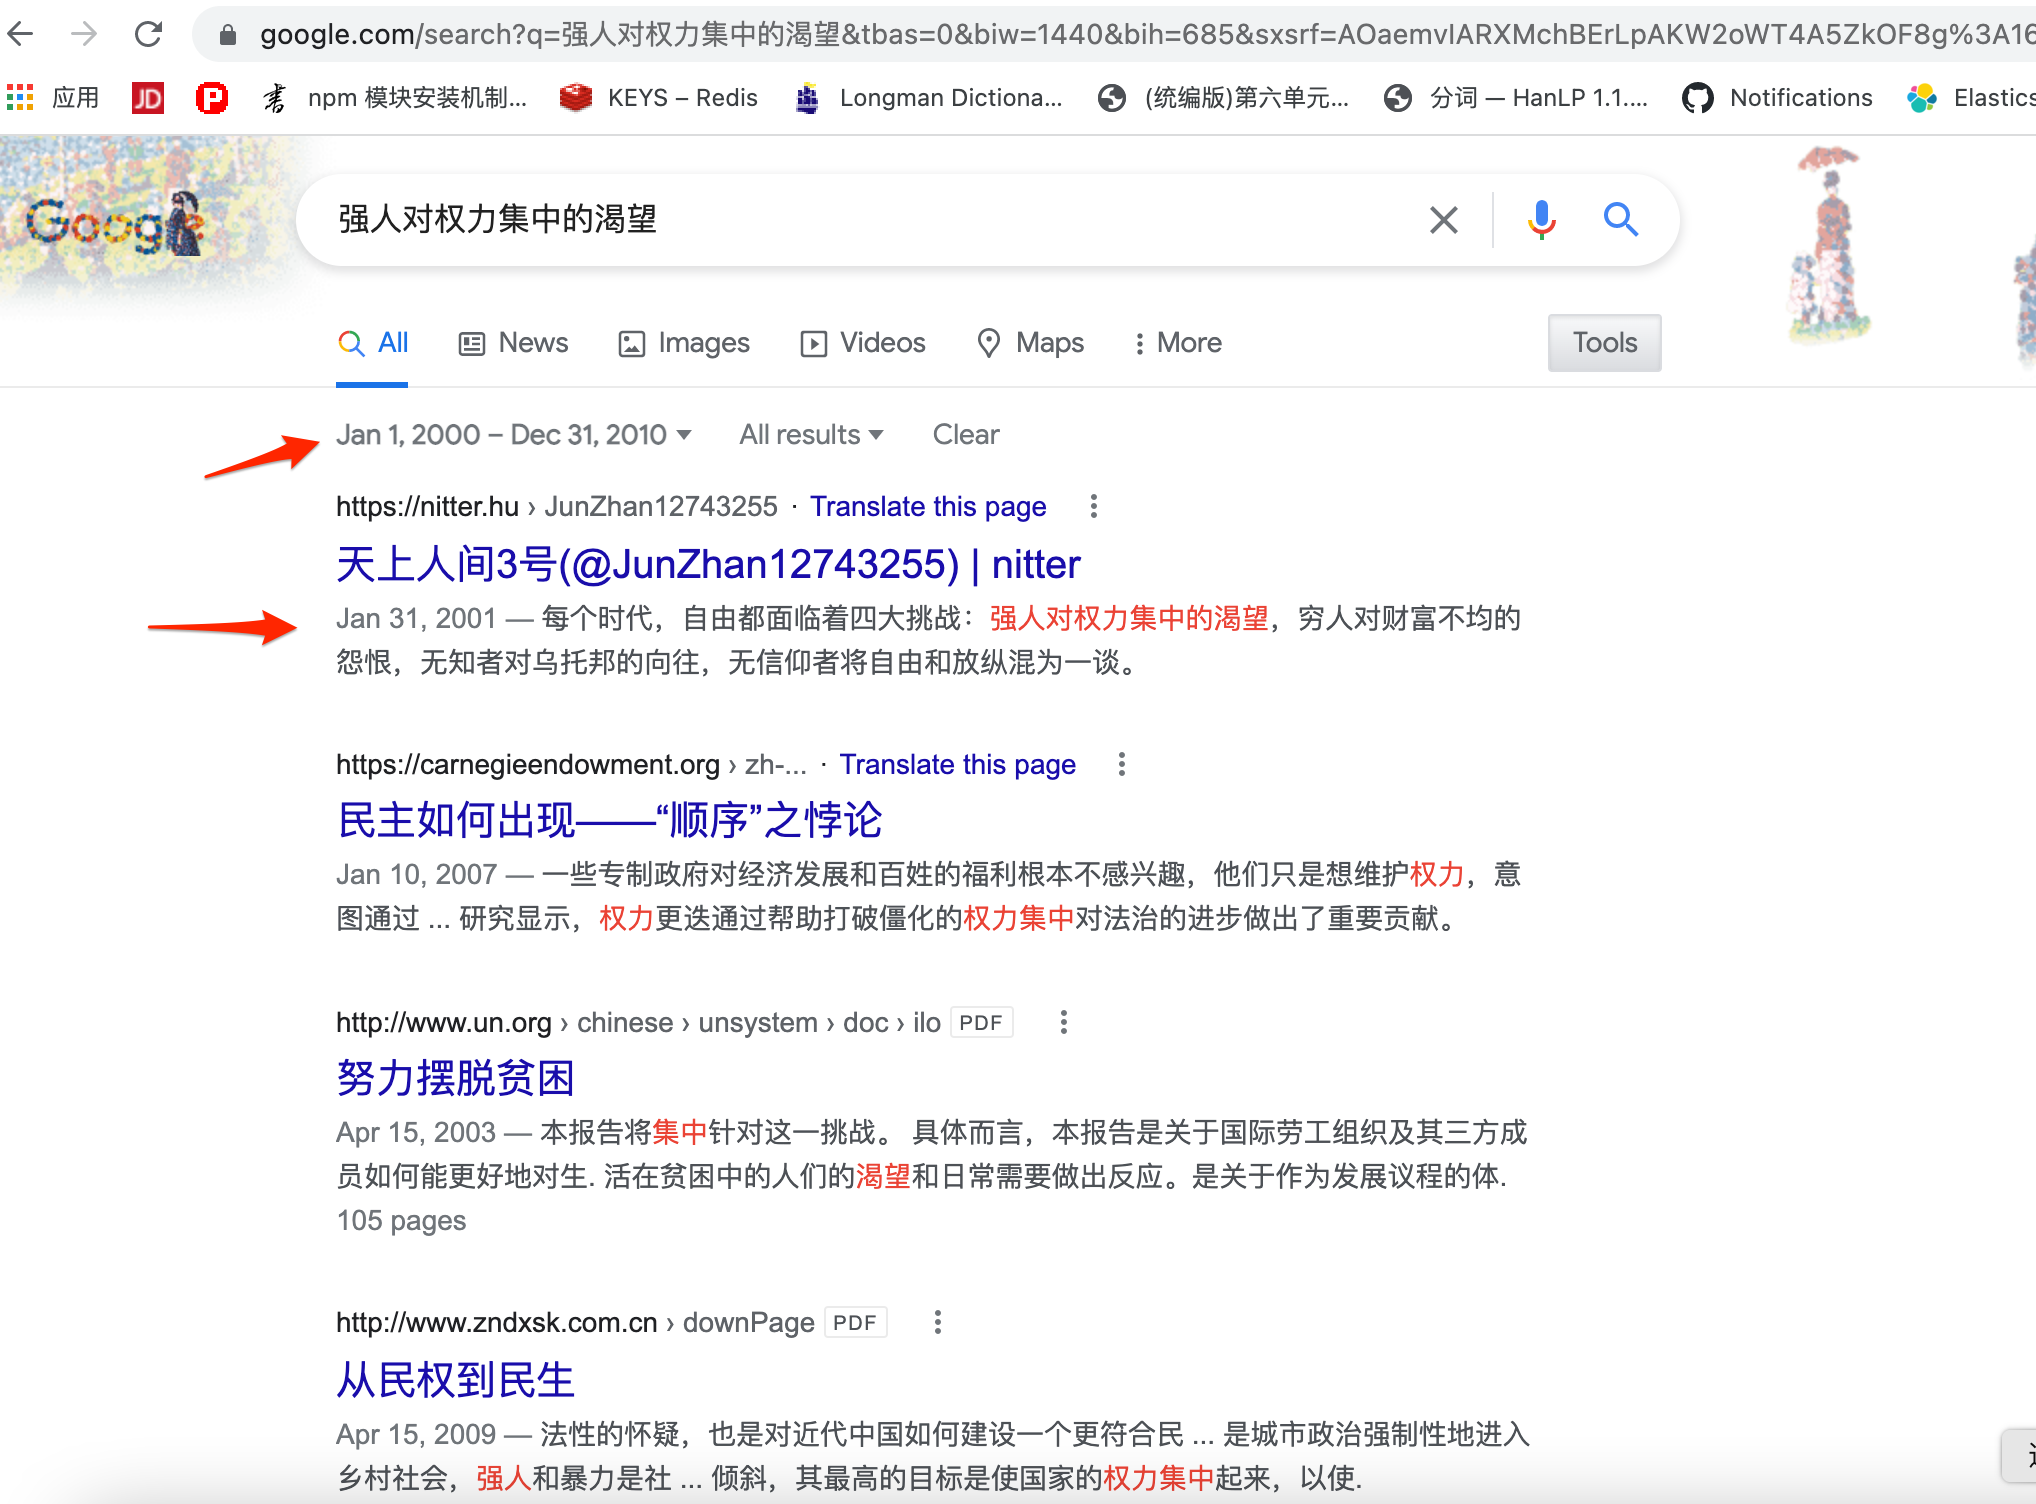 google.com/search?q=强人对权力集中的渴望&tbas=0&biw=1440&bih=685&sxsrf=AOaemvIARXMchBErLpAKW2oWT4A5ZkOF8g%3A16
应用 JD npm 模块安装机制... KEYS – Redis Longman Dictiona... (统编版)第六单元... 分词 — HanLP 1.1.... Notifications Elastics
Google
强人对权力集中的渴望
All News Images Videos Maps More Tools
Jan 1, 2000 – Dec 31, 2010 All results Clear
https://nitter.hu › JunZhan12743255 · Translate this page
天上人间3号(@JunZhan12743255) | nitter
Jan 31, 2001 — 每个时代，自由都面临着四大挑战：强人对权力集中的渴望，穷人对财富不均的
怨恨，无知者对乌托邦的向往，无信仰者将自由和放纵混为一谈。
https://carnegieendowment.org › zh-... · Translate this page
民主如何出现——“顺序”之悖论
Jan 10, 2007 — 一些专制政府对经济发展和百姓的福利根本不感兴趣，他们只是想维护权力，意
图通过 ... 研究显示，权力更迭通过帮助打破僵化的权力集中对法治的进步做出了重要贡献。
http://www.un.org › chinese › unsystem › doc › ilo PDF
努力摆脱贫困
Apr 15, 2003 — 本报告将集中针对这一挑战。 具体而言，本报告是关于国际劳工组织及其三方成
员如何能更好地对生. 活在贫困中的人们的渴望和日常需要做出反应。是关于作为发展议程的体.
105 pages
http://www.zndxsk.com.cn › downPage PDF
从民权到民生
Apr 15, 2009 — 法性的怀疑，也是对近代中国如何建设一个更符合民 ... 是城市政治强制性地进入
乡村社会，强人和暴力是社 ... 倾斜，其最高的目标是使国家的权力集中起来，以使.